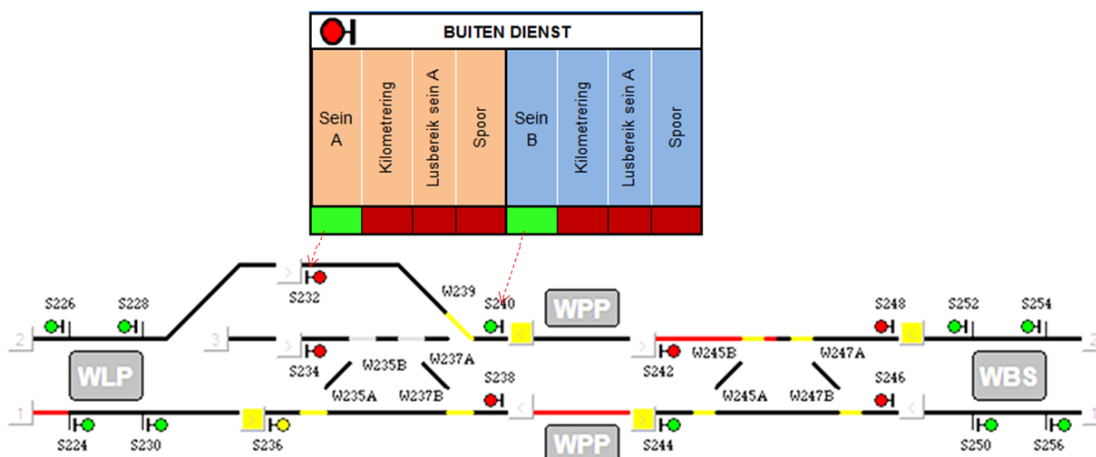 BUITEN DIENST
Sein A
Kilometrering
Lusbereik sein A
Spoor
Sein B
Kilometrering
Lusbereik sein A
Spoor
S226
S228
S232
W239
S240
WPP
S248
S252
S254
2
3
2
WLP
S234
W235B
W237A
S242
W245B
W247A
WBS
W235A
W237B
S238
W245A
W247B
S246
1
1
S224
S230
S236
WPP
S244
S250
S256